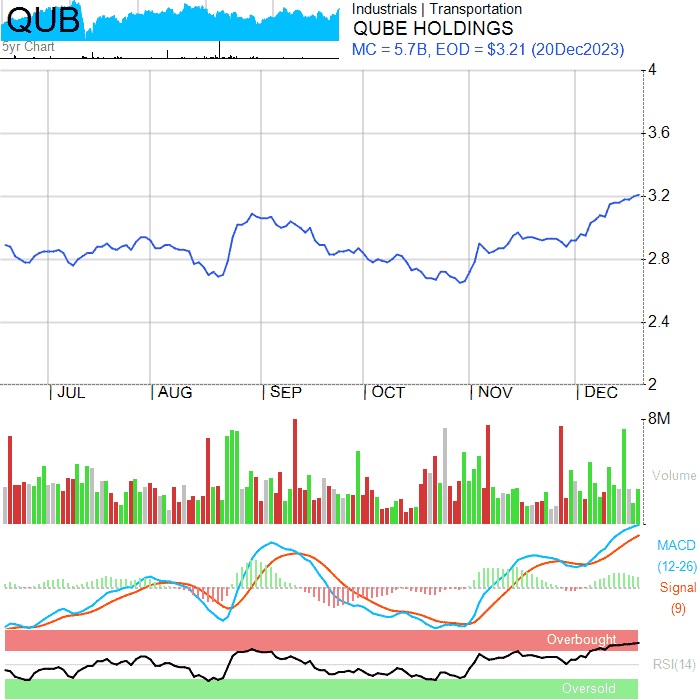 QUB
5yr Chart
Industrials | Transportation
QUBE HOLDINGS
MC = 5.7B, EOD = $3.21 (20Dec2023)
4
3.6
3.2
2.8
2.4
2
JUL AUG SEP OCT NOV DEC
8M
Volume
MACD
(12-26)
Signal
(9)
Overbought
RSI(14)
Oversold